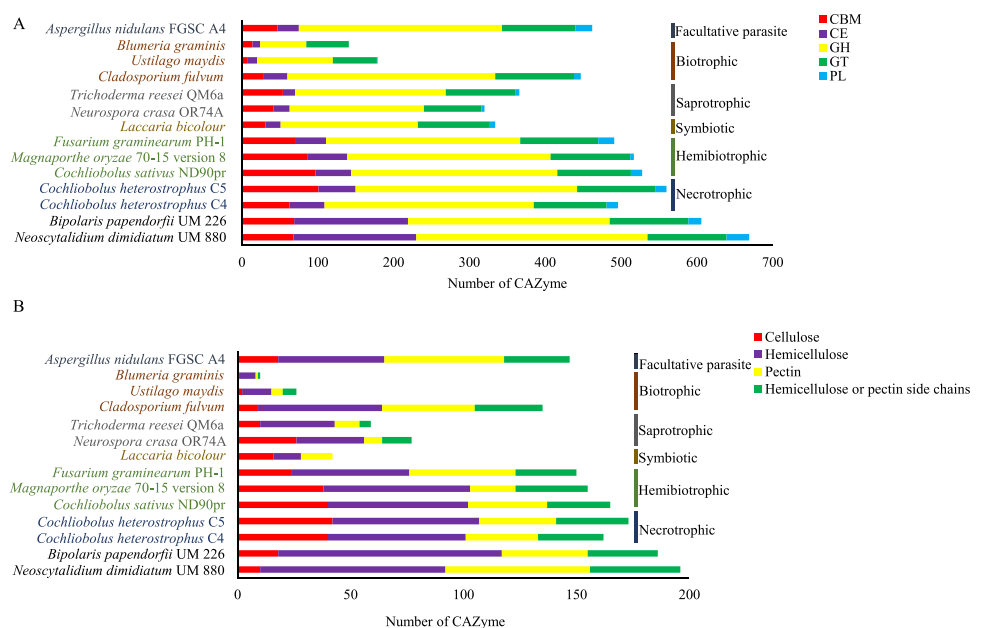 A
Aspergillus nidulans FGSC A4
Blumeria graminis
Ustilago maydis
Cladosporium fulvum
Trichoderma reesei QM6a
Neurospora crasa OR74A
Laccaria bicolour
Fusarium graminearum PH-1
Magnaporthe oryzae 70-15 version 8
Cochliobolus sativus ND90pr
Cochliobolus heterostrophus C5
Cochliobolus heterostrophus C4
Bipolaris papendorfii UM 226
Neoscytalidium dimidiatum UM 880
Facultative parasite
Biotrophic
Saprotrophic
Symbiotic
Hemibiotrophic
Necrotrophic
CBM
CE
GH
GT
PL
0 100 200 300 400 500 600 700
Number of CAZyme
B
Aspergillus nidulans FGSC A4
Blumeria graminis
Ustilago maydis
Cladosporium fulvum
Trichoderma reesei QM6a
Neurospora crasa OR74A
Laccaria bicolour
Fusarium graminearum PH-1
Magnaporthe oryzae 70-15 version 8
Cochliobolus sativus ND90pr
Cochliobolus heterostrophus C5
Cochliobolus heterostrophus C4
Bipolaris papendorfii UM 226
Neoscytalidium dimidiatum UM 880
Facultative parasite
Biotrophic
Saprotrophic
Symbiotic
Hemibiotrophic
Necrotrophic
Cellulose
Hemicellulose
Pectin
Hemicellulose or pectin side chains
0 50 100 150 200
Number of CAZyme